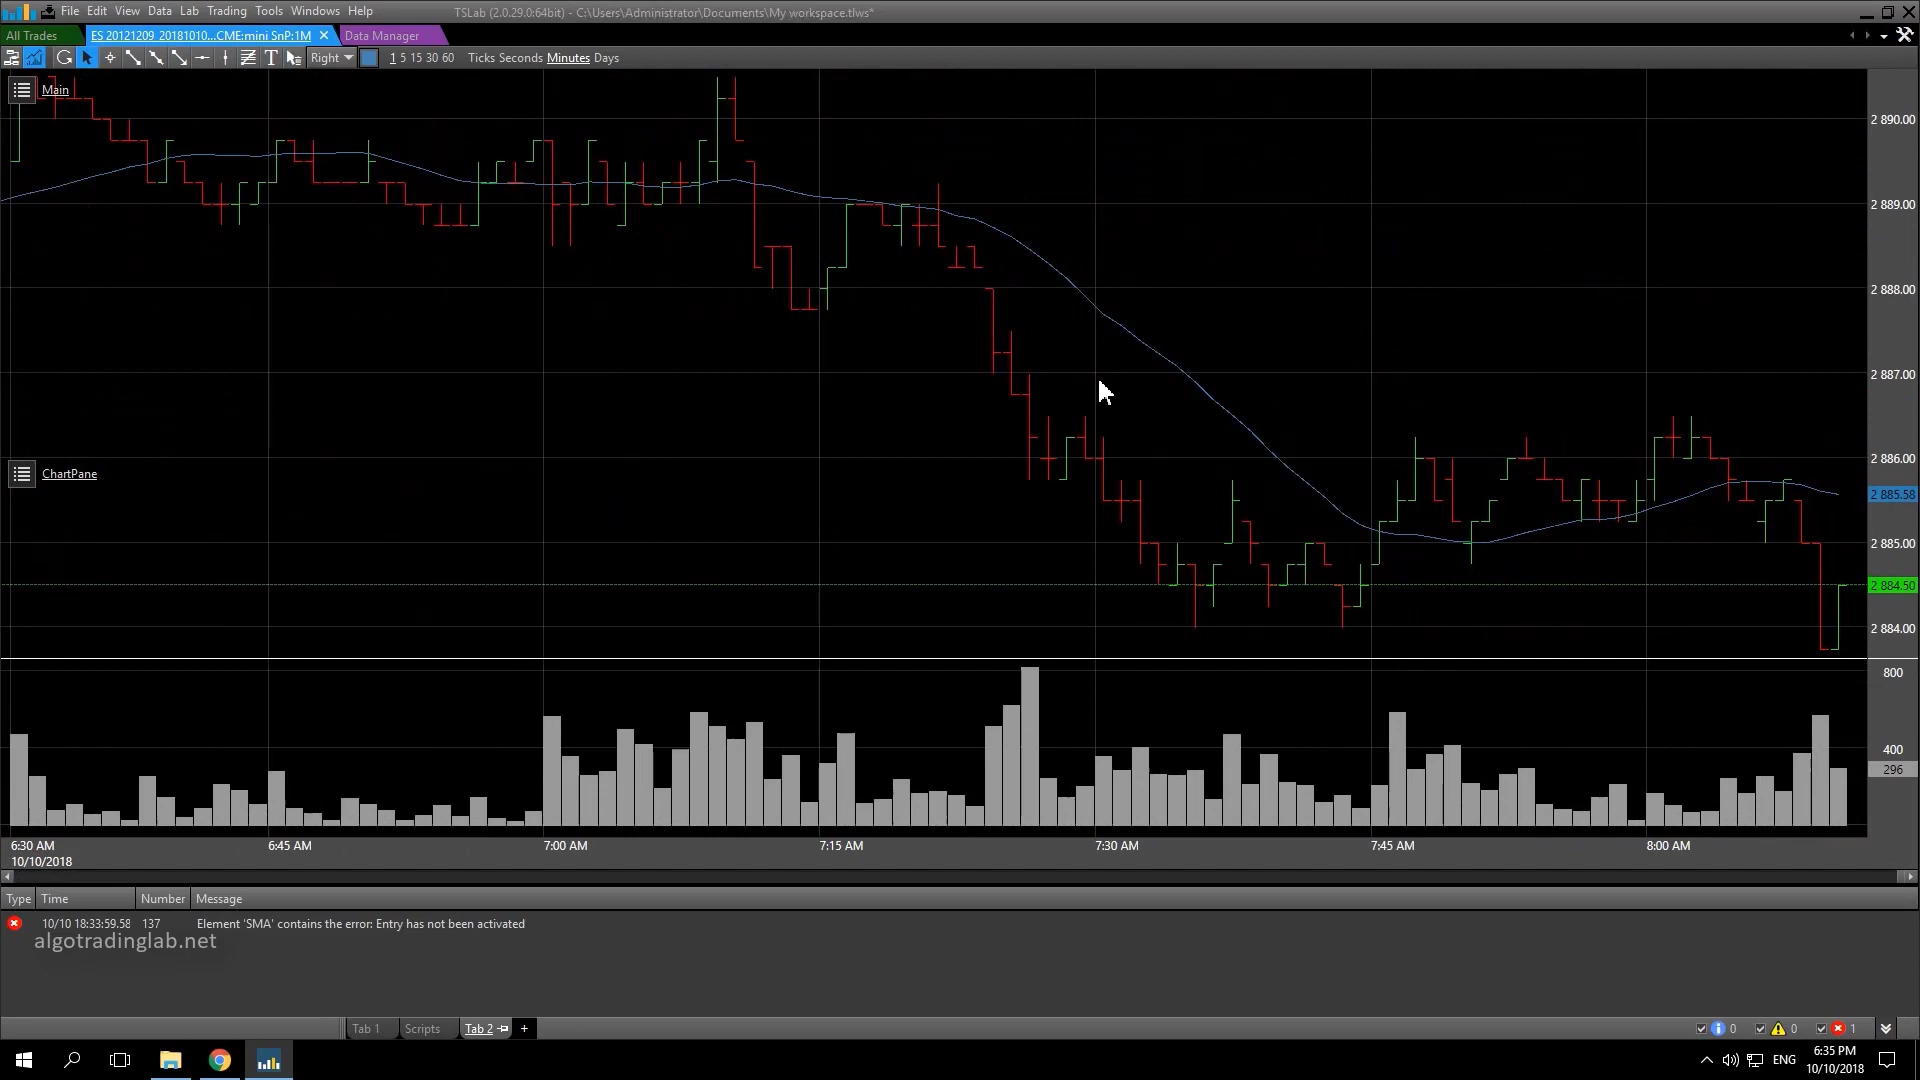 File Edit View Data Lab Trading Tools Windows Help TSLab (2.0.29.0:64bit) - C:\Users\Administrator\Documents\My workspace.tlws*
All Trades ES 20121209_20181010...CME:mini SnP:1M Data Manager
T Right 1 5 15 30 60 Ticks Seconds Minutes Days
Main
2 890.00
2 889.00
2 888.00
2 887.00
2 886.00
ChartPane
2 885.58
2 885.00
2 884.50
2 884.00
800
400
296
6:30 AM 6:45 AM 7:00 AM 7:15 AM 7:30 AM 7:45 AM 8:00 AM
10/10/2018
Type Time Number Message
10/10 18:33:59.58 137 Element 'SMA' contains the error: Entry has not been activated
algotradinglab.net
Tab 1 Scripts Tab 2 + 0 0 1
ENG 6:35 PM
10/10/2018